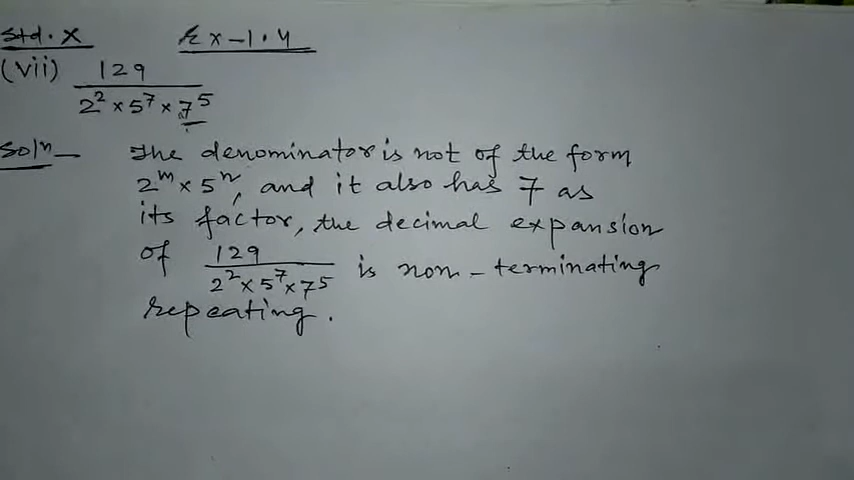 Std. X Ex-1.4
(vii) 129
2² × 5⁷ × 7⁵
Solⁿ— The denominator is not of the form
2ᵐ × 5ⁿ, and it also has 7 as
its factor, the decimal expansion
of 129 / 2² × 5⁷ × 7⁵ is non-terminating
repeating.